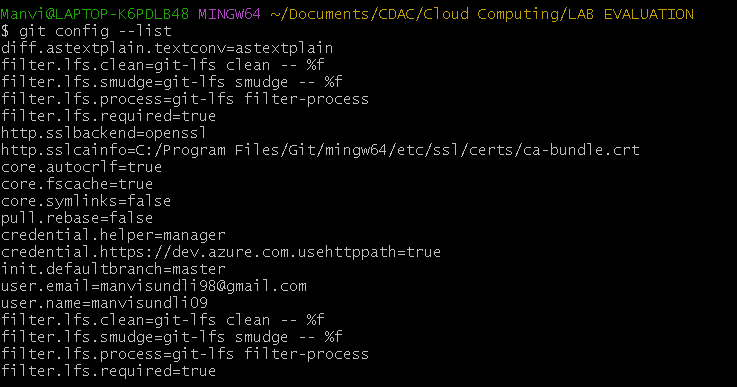 Manvi@LAPTOP-K6PDLB48 MINGW64 ~/Documents/CDAC/Cloud Computing/LAB EVALUATION
$ git config --list
diff.astextplain.textconv=astextplain
filter.lfs.clean=git-lfs clean -- %f
filter.lfs.smudge=git-lfs smudge -- %f
filter.lfs.process=git-lfs filter-process
filter.lfs.required=true
http.sslbackend=openssl
http.sslcainfo=C:/Program Files/Git/mingw64/etc/ssl/certs/ca-bundle.crt
core.autocrlf=true
core.fscache=true
core.symlinks=false
pull.rebase=false
credential.helper=manager
credential.https://dev.azure.com.usehttppath=true
init.defaultbranch=master
user.email=manvisundli98@gmail.com
user.name=manvisundli09
filter.lfs.clean=git-lfs clean -- %f
filter.lfs.smudge=git-lfs smudge -- %f
filter.lfs.process=git-lfs filter-process
filter.lfs.required=true